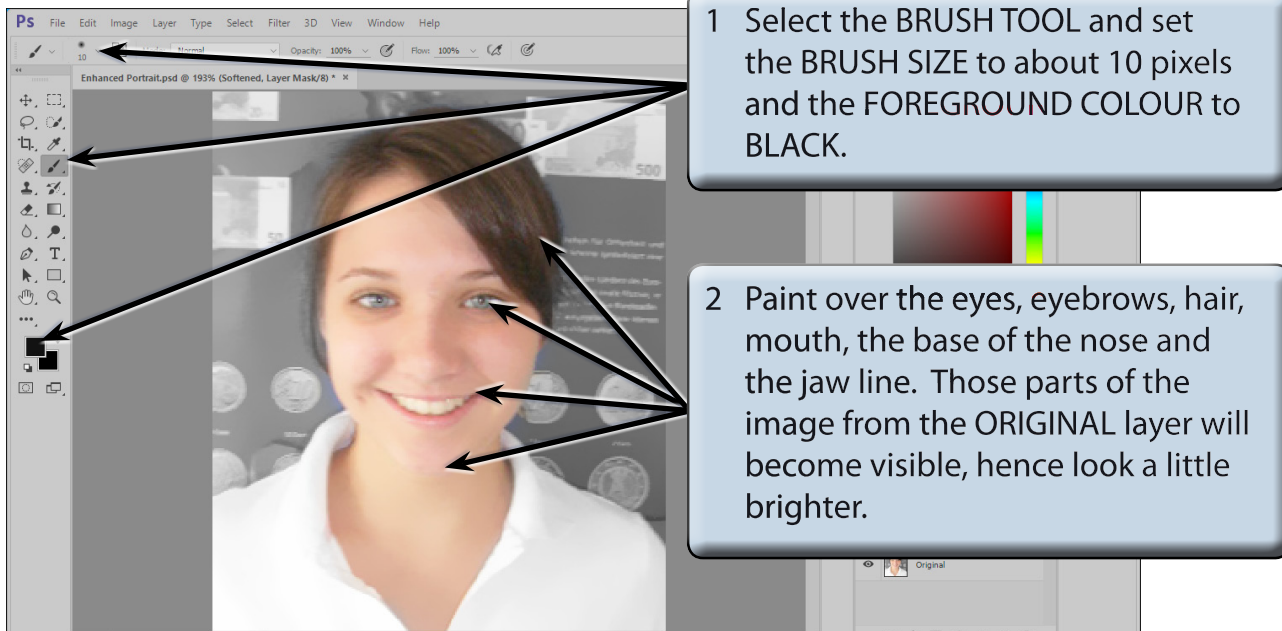 Ps File Edit Image Layer Type Select Filter 3D View Window Help
10 Normal Opacity: 100% Flow: 100%
Enhanced Portrait.psd @ 193% (Softened, Layer Mask/8) * ×
1 Select the BRUSH TOOL and set
the BRUSH SIZE to about 10 pixels
and the FOREGROUND COLOUR to
BLACK.
500
2 Paint over the eyes, eyebrows, hair,
mouth, the base of the nose and
the jaw line. Those parts of the
image from the ORIGINAL layer will
become visible, hence look a little
brighter.
Original